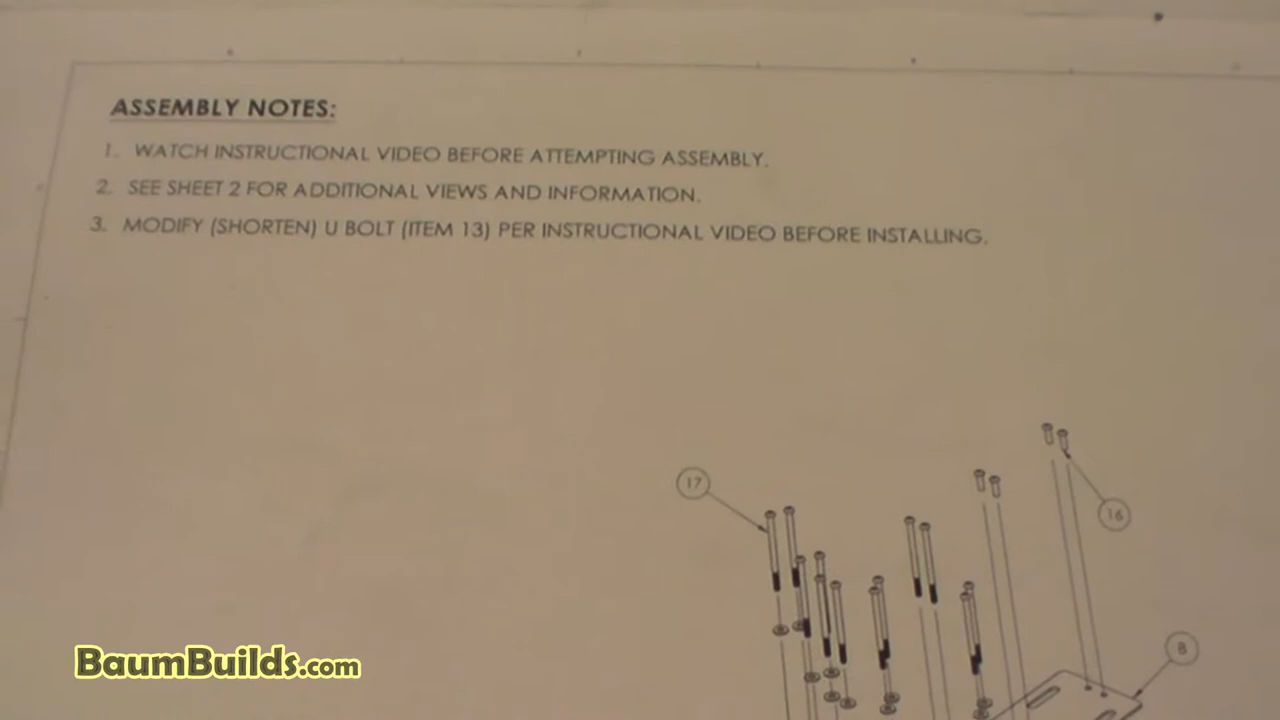 ASSEMBLY NOTES:
1. WATCH INSTRUCTIONAL VIDEO BEFORE ATTEMPTING ASSEMBLY.
2. SEE SHEET 2 FOR ADDITIONAL VIEWS AND INFORMATION.
3. MODIFY (SHORTEN) U BOLT (ITEM 13) PER INSTRUCTIONAL VIDEO BEFORE INSTALLING.
17
16
8
BaumBuilds.com